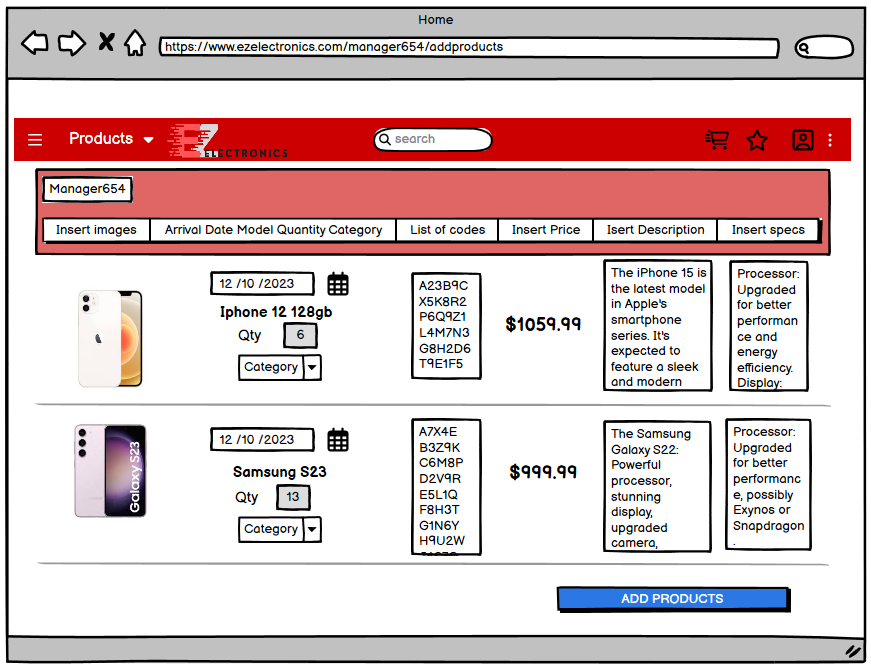 Home
https://www.ezelectronics.com/manager654/addproducts
Products
EZ
ELECTRONICS
search
Manager654
Insert images
Arrival Date Model Quantity Category
List of codes
Insert Price
Isert Description
Insert specs
12 /10 /2023
Iphone 12 128gb
Qty
6
Category
A23B9C
X5K8R2
P6Q9Z1
L4M7N3
G8H2D6
T9E1F5
$1059.99
The iPhone 15 is
the latest model
in Apple's
smartphone
series. It's
expected to
feature a sleek
and modern
Processor:
Upgraded
for better
performan
ce and
energy
efficiency.
Display:
Galaxy S23
12 /10 /2023
Samsung S23
Qty
13
Category
A7X4E
B3Z9K
C6M8P
D2V9R
E5L1Q
F8H3T
G1N6Y
H9U2W
$999.99
The Samsung
Galaxy S22:
Powerful
processor,
stunning
display,
upgraded
camera,
Processor:
Upgraded
for better
performanc
e, possibly
Exynos or
Snapdragon
.
ADD PRODUCTS